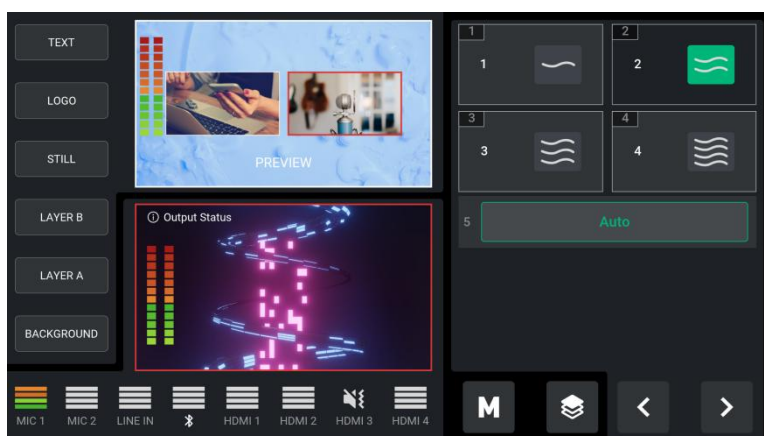 TEXT
LOGO
STILL
LAYER B
LAYER A
BACKGROUND
PREVIEW
Output Status
MIC 1 MIC 2 LINE IN HDMI 1 HDMI 2 HDMI 3 HDMI 4
1 2
1 2
3 4
3 4
5 Auto
M